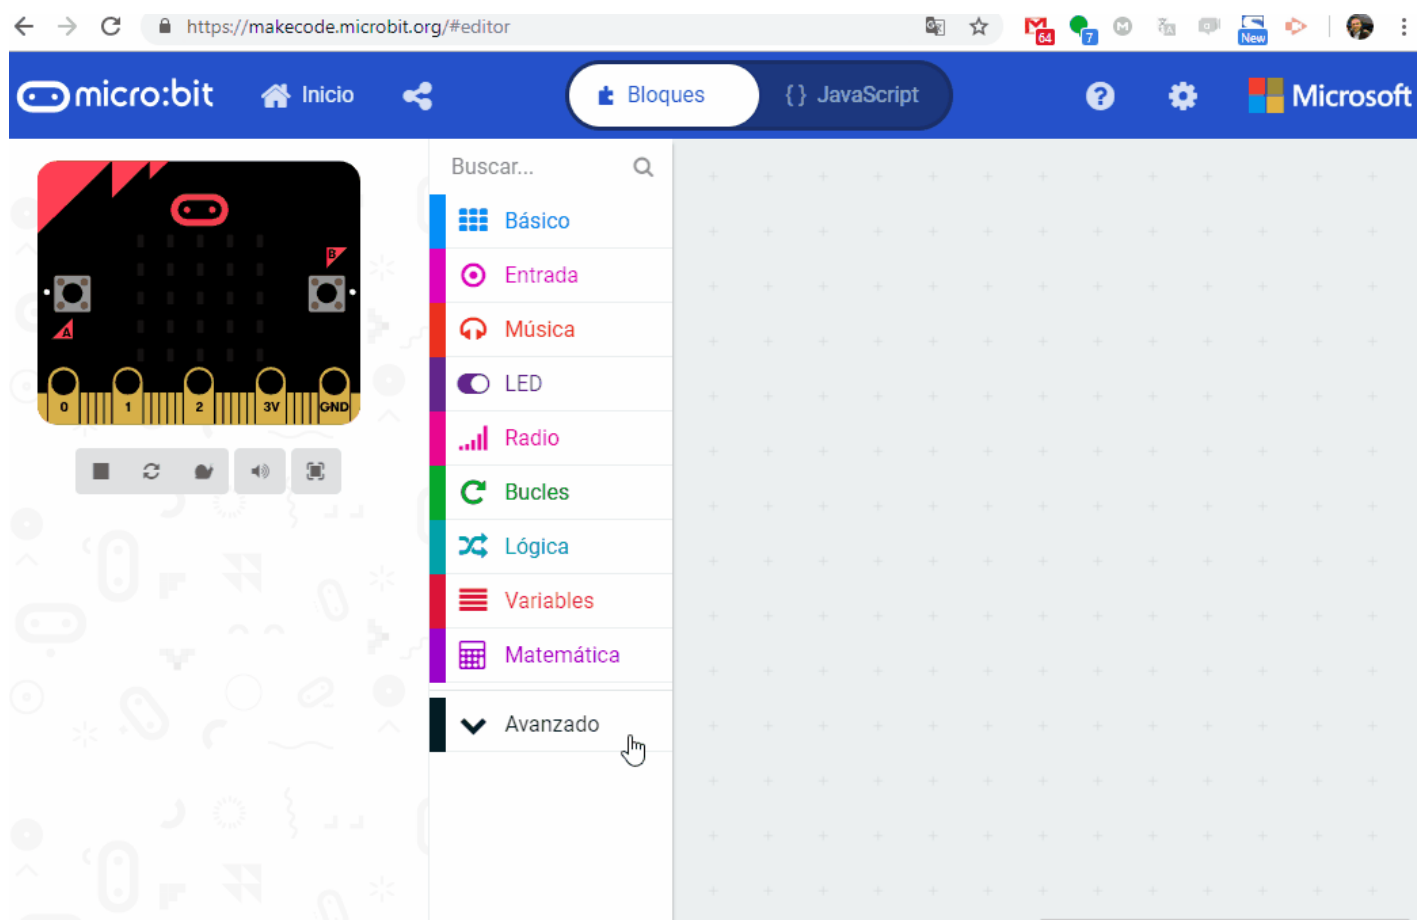 https://makecode.microbit.org/#editor
64
7
M
New
micro:bit
Inicio
Bloques
{} JavaScript
?
Microsoft
Buscar...
B
A
0 1 2 3V GND
Básico
Entrada
Música
LED
Radio
Bucles
Lógica
Variables
Matemática
Avanzado